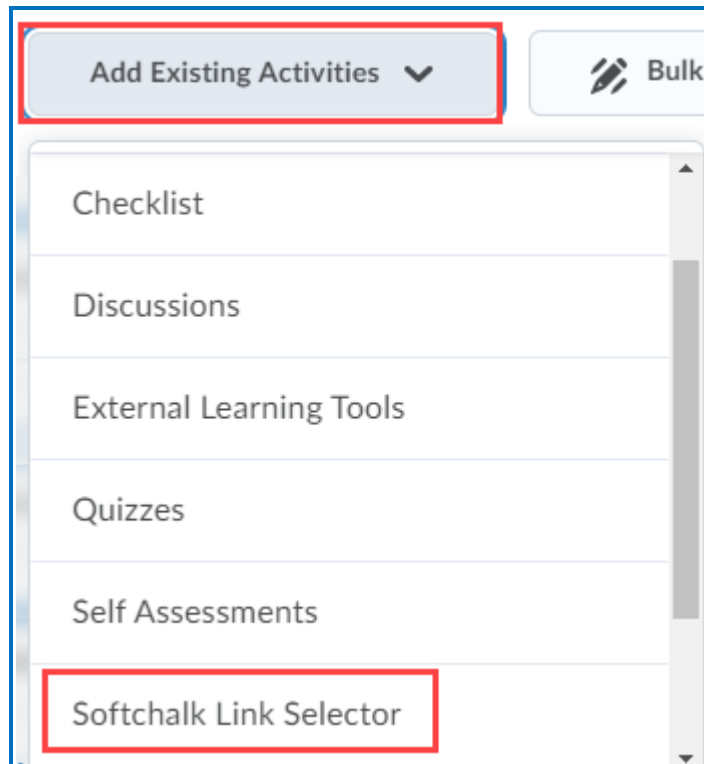 Add Existing Activities
Bulk
Checklist
Discussions
External Learning Tools
Quizzes
Self Assessments
Softchalk Link Selector